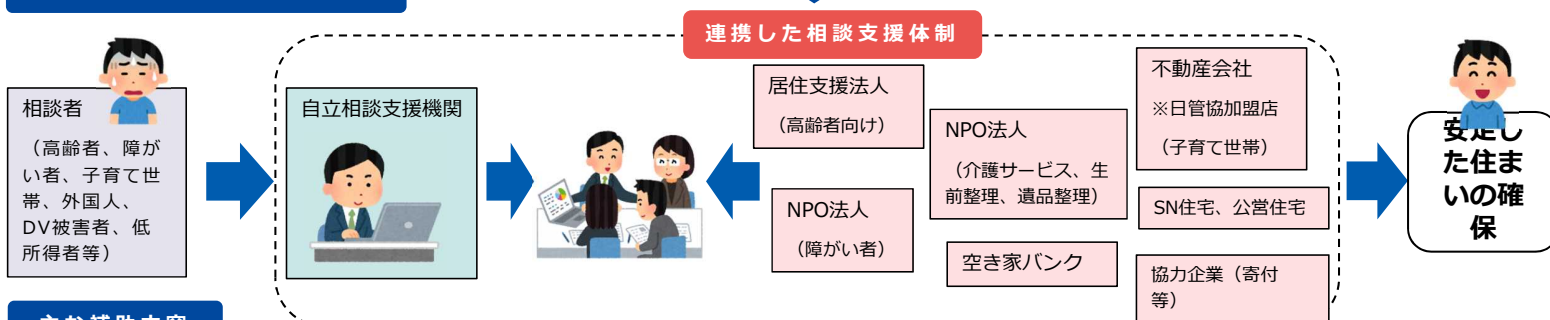 連携した相談支援体制
相談者
（高齢者、障が
い者、子育て世
帯、外国人、
DV被害者、低
所得者等）
自立相談支援機関
居住支援法人
（高齢者向け）
NPO法人
（障がい者）
NPO法人
（介護サービス、生
前整理、遺品整理）
空き家バンク
不動産会社
※日管協加盟店
（子育て世帯）
SN住宅、公営住宅
協力企業（寄付
等）
安定し
た住ま
いの確
保
主な補助内容